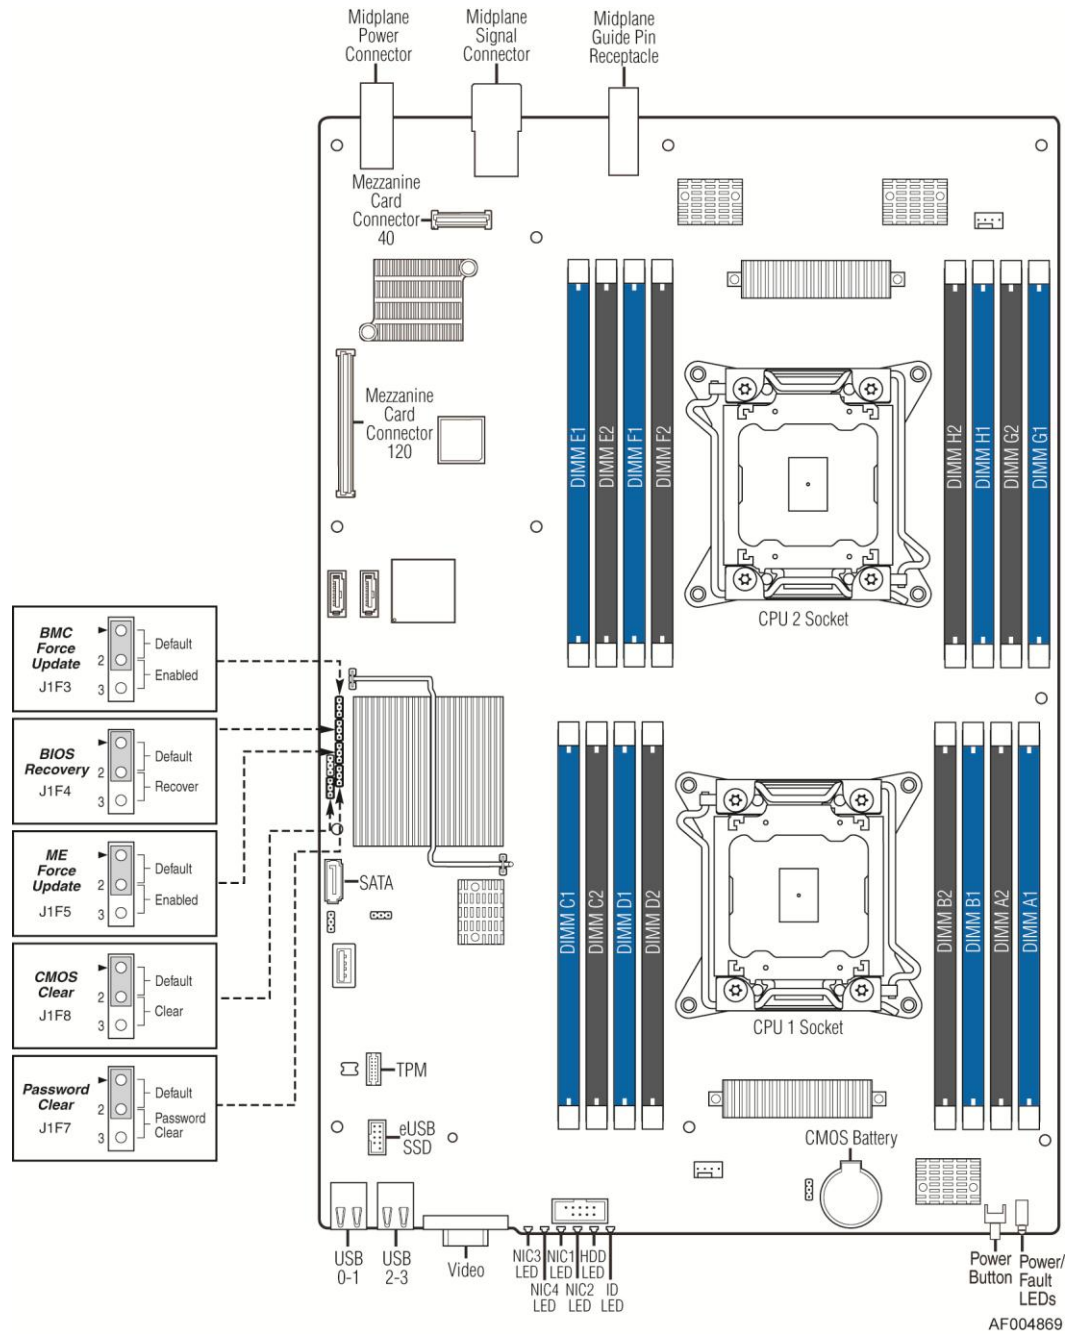 Midplane
Power
Connector
Midplane
Signal
Connector
Midplane
Guide Pin
Receptacle
Mezzanine
Card
Connector
40
Mezzanine
Card
Connector
120
DIMM E1
DIMM E2
DIMM F1
DIMM F2
DIMM H2
DIMM H1
DIMM G2
DIMM G1
CPU 2 Socket
BMC
Force
Update
J1F3
2
3
Default
Enabled
BIOS
Recovery
J1F4
2
3
Default
Recover
ME
Force
Update
J1F5
2
3
Default
Enabled
CMOS
Clear
J1F8
2
3
Default
Clear
Password
Clear
J1F7
2
3
Default
Password
Clear
SATA
DIMM C1
DIMM C2
DIMM D1
DIMM D2
DIMM B2
DIMM B1
DIMM A2
DIMM A1
CPU 1 Socket
TPM
eUSB
SSD
CMOS Battery
USB
0-1
USB
2-3
Video
NIC3
LED
NIC4
LED
NIC1
LED
NIC2
LED
HDD
LED
ID
LED
Power
Button
Power/
Fault
LEDs
AF004869